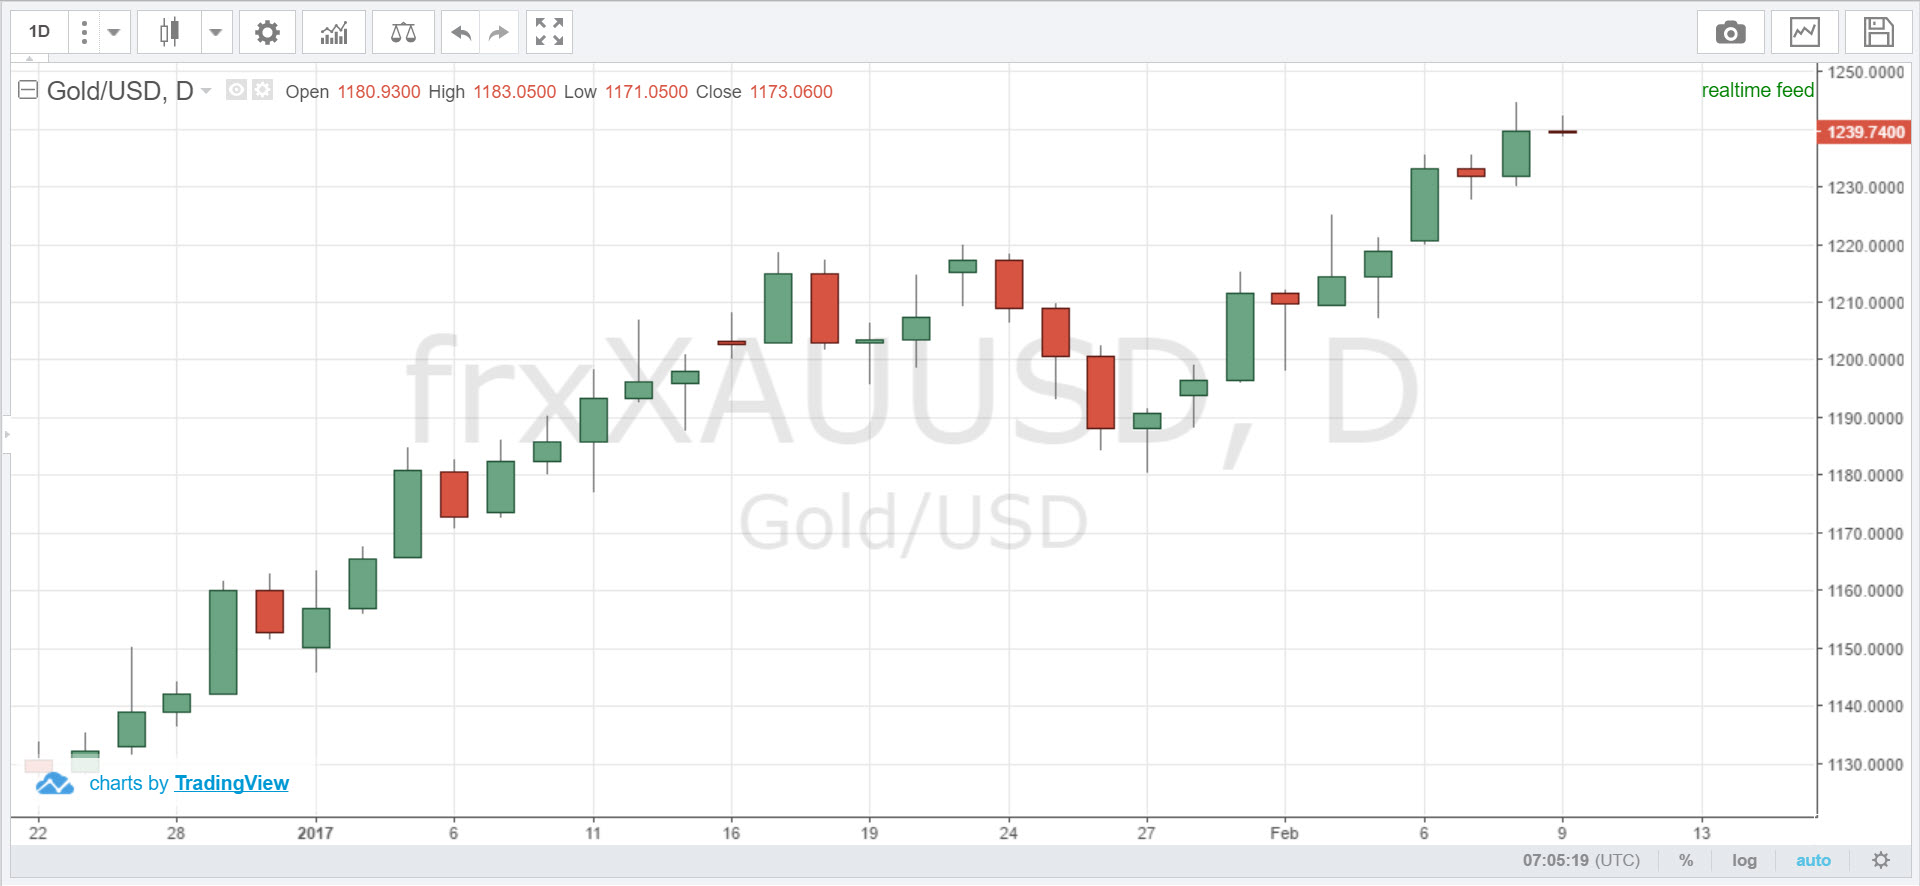 1D
Gold/USD, D Open 1180.9300 High 1183.0500 Low 1171.0500 Close 1173.0600
realtime feed
1250.0000
1239.7400
1230.0000
1220.0000
1210.0000
1200.0000
1190.0000
1180.0000
1170.0000
1160.0000
1150.0000
1140.0000
1130.0000
frxXAUUSD, D
Gold/USD
charts by TradingView
22 28 2017 6 11 16 19 24 27 Feb 6 9 13
07:05:19 (UTC) % log auto